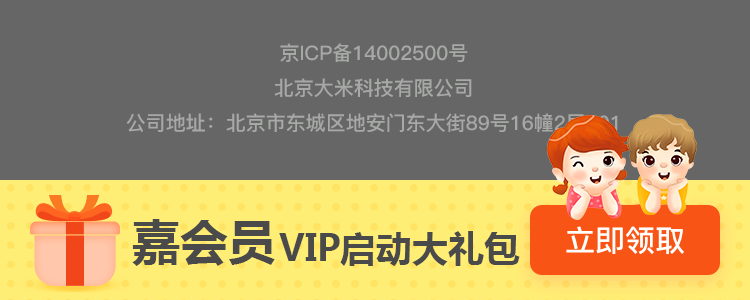 京ICP备14002500号
北京大米科技有限公司
公司地址：北京市东城区地安门东大街89号16幢2层
嘉会员VIP启动大礼包
立即领取